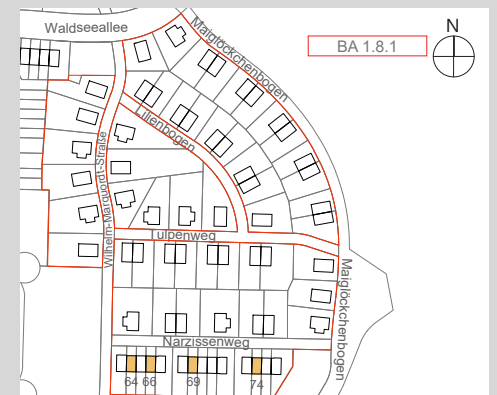 Waldseeallee
Maiglöckchenbogen
N
BA 1.8.1
Lilienbogen
Wilhelm-Marquordt-Straße
Tulpenweg
Maiglöckchenbogen
Narzissenweg
64 66 69 74